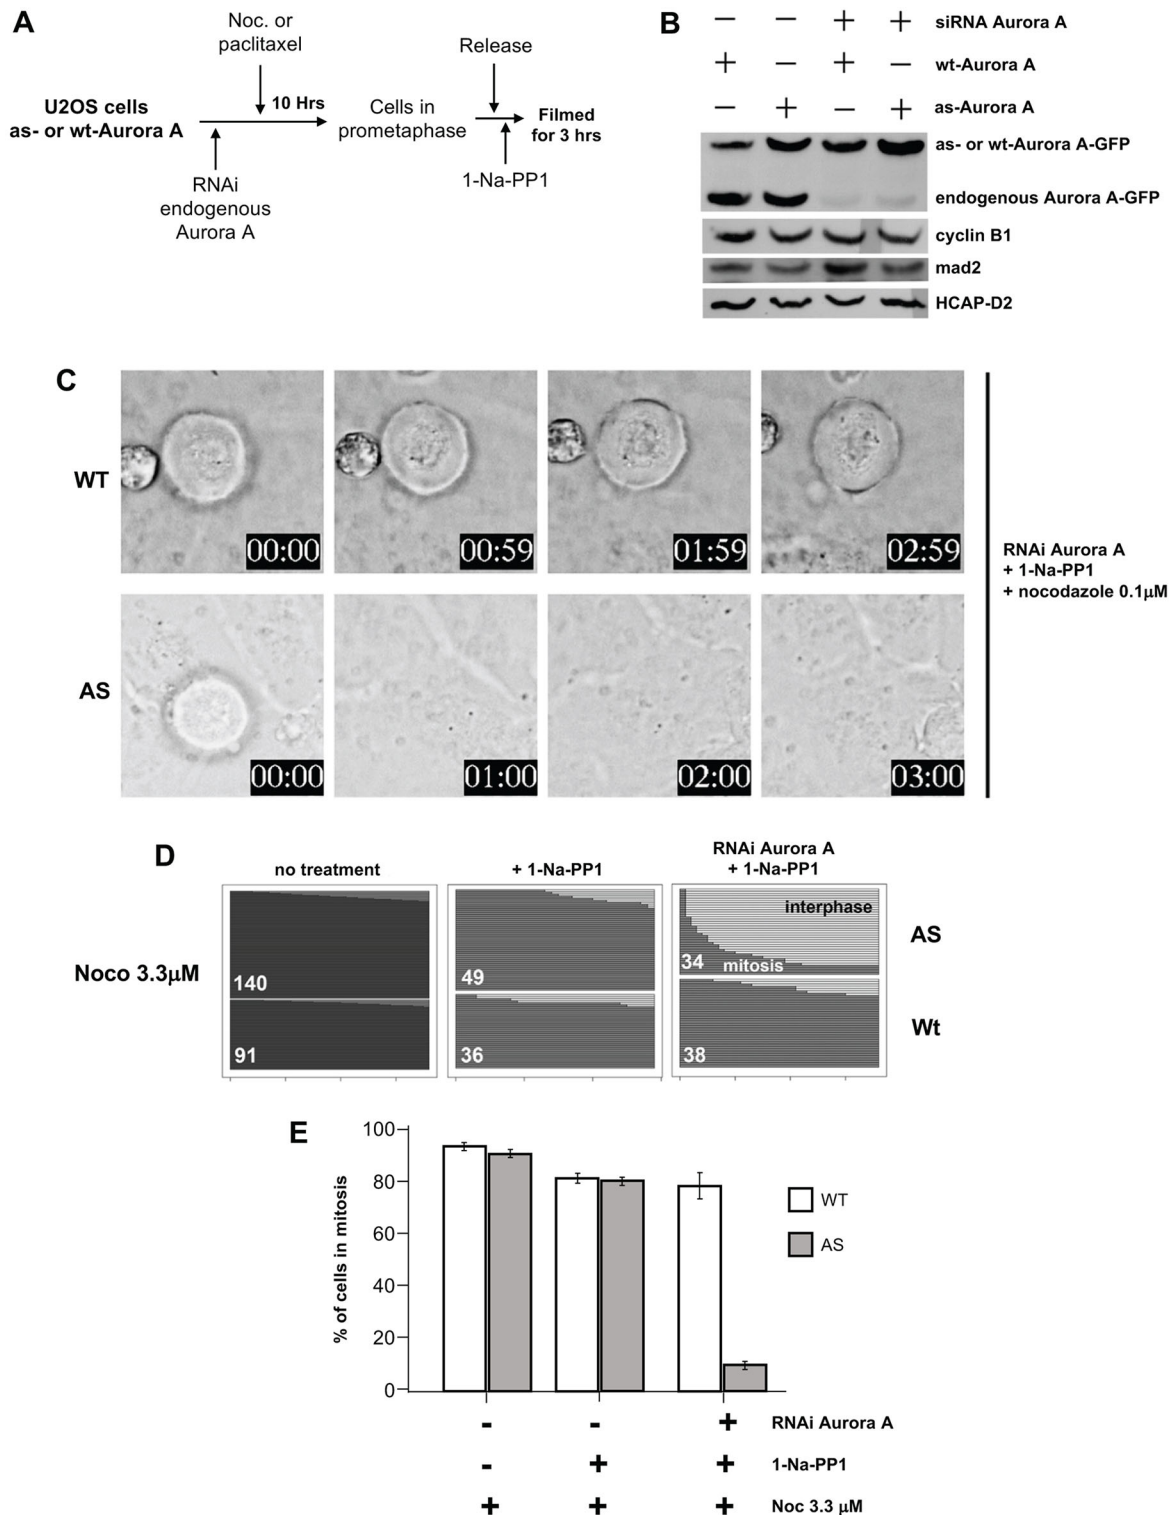 A
Noc. or
paclitaxel
Release
U2OS cells
as- or wt-Aurora A
10 Hrs
Cells in
prometaphase
Filmed
for 3 hrs
RNAi
endogenous
Aurora A
1-Na-PP1
B
− − + + siRNA Aurora A
+ − + − wt-Aurora A
− + − + as-Aurora A
as- or wt-Aurora A-GFP
endogenous Aurora A-GFP
cyclin B1
mad2
HCAP-D2
C
WT
00:00
00:59
01:59
02:59
AS
00:00
01:00
02:00
03:00
RNAi Aurora A
+ 1-Na-PP1
+ nocodazole 0.1μM
D
no treatment
+ 1-Na-PP1
RNAi Aurora A
+ 1-Na-PP1
Noco 3.3μM
140
49
interphase
34
mitosis
AS
91
36
38
Wt
E
% of cells in mitosis
100
80
60
40
20
0
WT
AS
- - + RNAi Aurora A
- + + 1-Na-PP1
+ + + Noc 3.3 μM